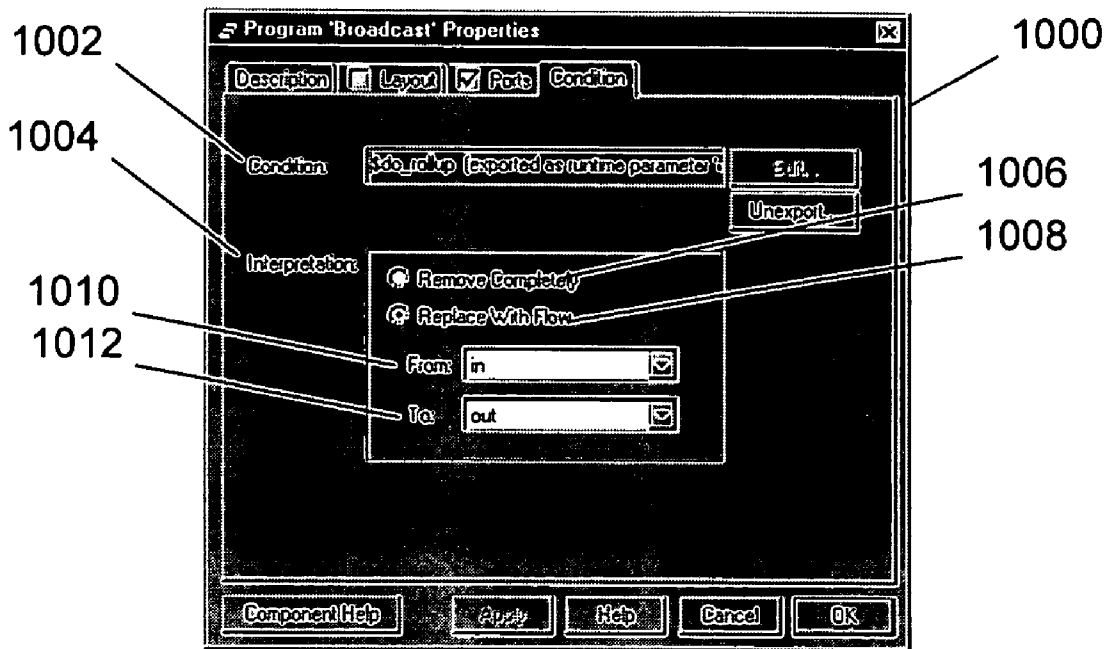 1002
Program 'Broadcast' Properties
1000
Description Layout Ports Condition
1004
Condition: $do_rollup (exported as runtime parameter ' Edit...
1006
Unexport...
1008
Interpretation:
Remove Completely
1010
Replace With Flow
1012
From: in
To: out
Component Help Apply Help Cancel OK